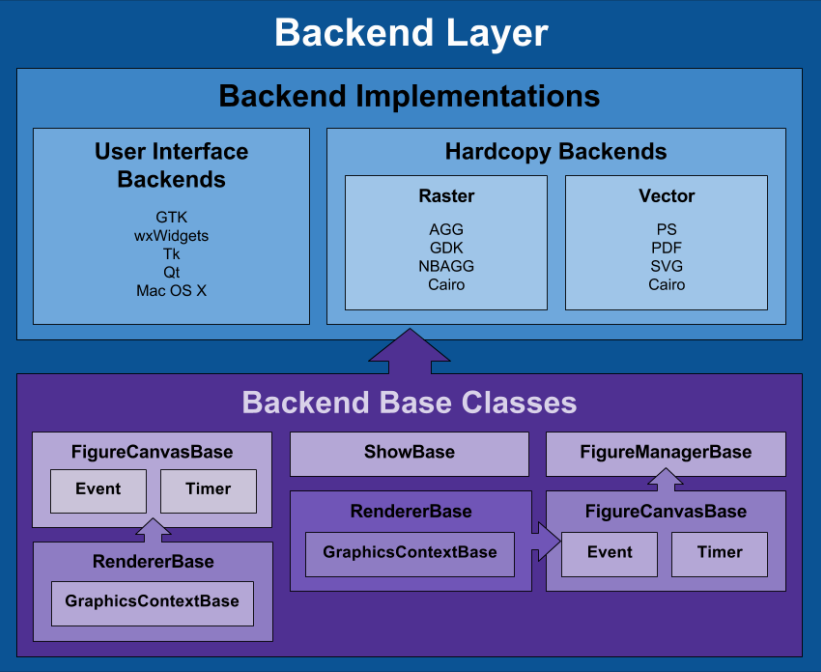 Backend Layer
Backend Implementations
User Interface
Backends
GTK
wxWidgets
Tk
Qt
Mac OS X
Hardcopy Backends
Raster
AGG
GDK
NBAGG
Cairo
Vector
PS
PDF
SVG
Cairo
Backend Base Classes
FigureCanvasBase
Event
Timer
RendererBase
GraphicsContextBase
ShowBase
RendererBase
GraphicsContextBase
FigureManagerBase
FigureCanvasBase
Event
Timer